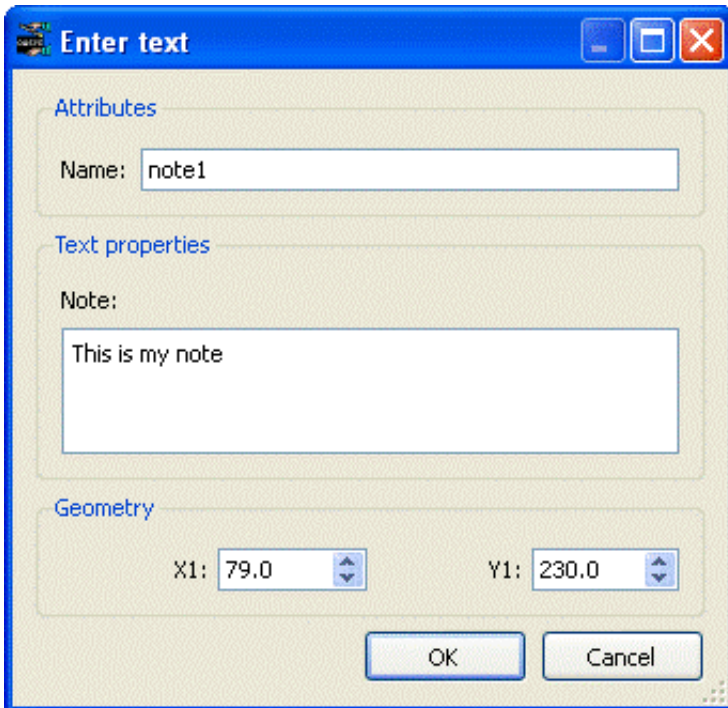 Enter text
Attributes
Name: note1
Text properties
Note:
This is my note
Geometry
X1: 79.0 Y1: 230.0
OK Cancel